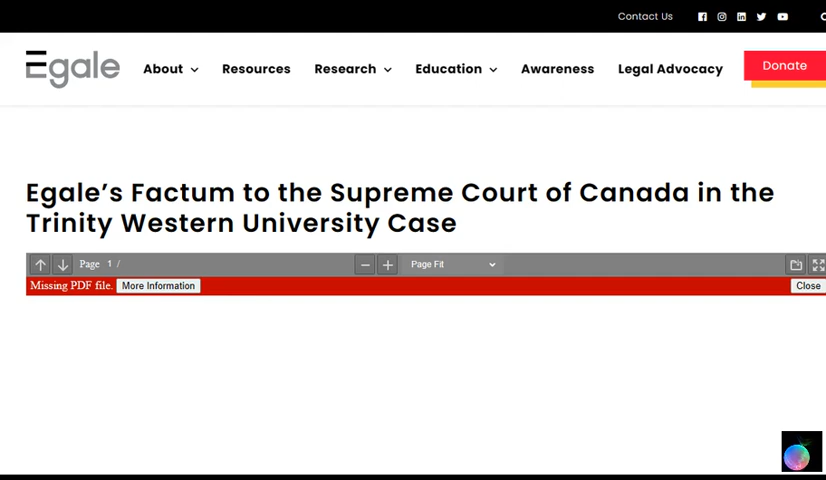 Contact Us
Egale
About
Resources
Research
Education
Awareness
Legal Advocacy
Donate
Egale’s Factum to the Supreme Court of Canada in the
Trinity Western University Case
Page 1 /
Page Fit
Missing PDF file. More Information
Close